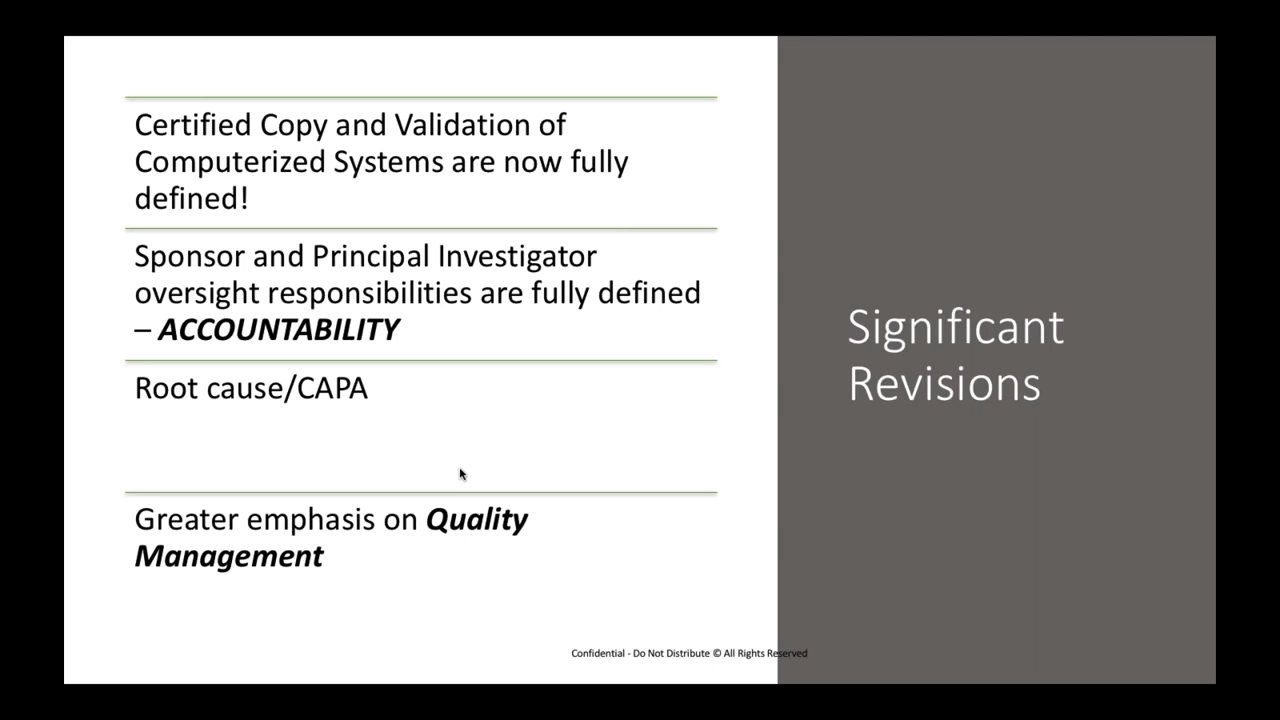 Certified Copy and Validation of
Computerized Systems are now fully
defined!
Sponsor and Principal Investigator
oversight responsibilities are fully defined
– ACCOUNTABILITY
Root cause/CAPA
Greater emphasis on Quality
Management
Significant
Revisions
Confidential - Do Not Distribute © All Rights Reserved